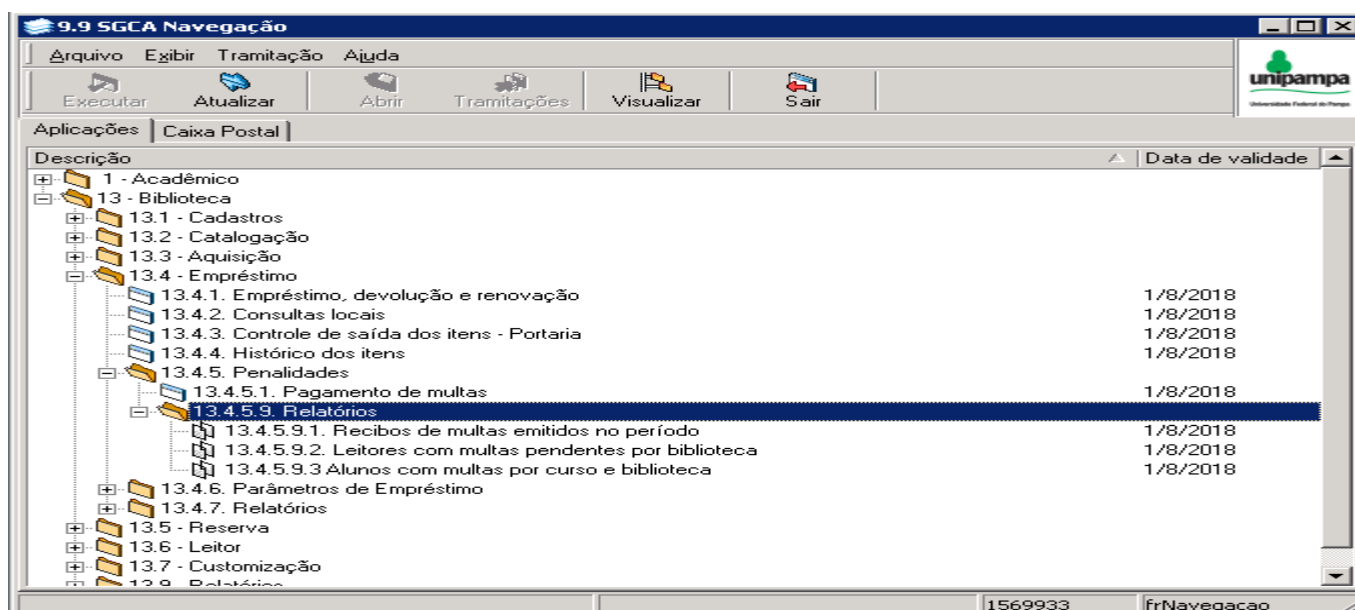 9.9 SGCA Navegação
Arquivo Exibir Tramitação Ajuda
Executar Atualizar Abrir Tramitações Visualizar Sair
unipampa
Universidade Federal do Pampa
Aplicações Caixa Postal
Descrição Data de validade
1 - Acadêmico
13 - Biblioteca
13.1 - Cadastros
13.2 - Catalogação
13.3 - Aquisição
13.4 - Empréstimo
13.4.1. Empréstimo, devolução e renovação 1/8/2018
13.4.2. Consultas locais 1/8/2018
13.4.3. Controle de saída dos itens - Portaria 1/8/2018
13.4.4. Histórico dos itens 1/8/2018
13.4.5. Penalidades
13.4.5.1. Pagamento de multas 1/8/2018
13.4.5.9. Relatórios
13.4.5.9.1. Recibos de multas emitidos no período 1/8/2018
13.4.5.9.2. Leitores com multas pendentes por biblioteca 1/8/2018
13.4.5.9.3 Alunos com multas por curso e biblioteca 1/8/2018
13.4.6. Parâmetros de Empréstimo
13.4.7. Relatórios
13.5 - Reserva
13.6 - Leitor
13.7 - Customização
13.9 - Relatórios
1569933 frNavegacao